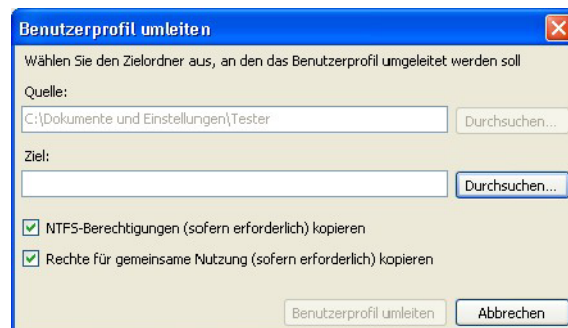 Benutzerprofil umleiten
Wählen Sie den Zielordner aus, an den das Benutzerprofil umgeleitet werden soll
Quelle:
C:\Dokumente und Einstellungen\Tester
Durchsuchen...
Ziel:
Durchsuchen...
NTFS-Berechtigungen (sofern erforderlich) kopieren
Rechte für gemeinsame Nutzung (sofern erforderlich) kopieren
Benutzerprofil umleiten
Abbrechen